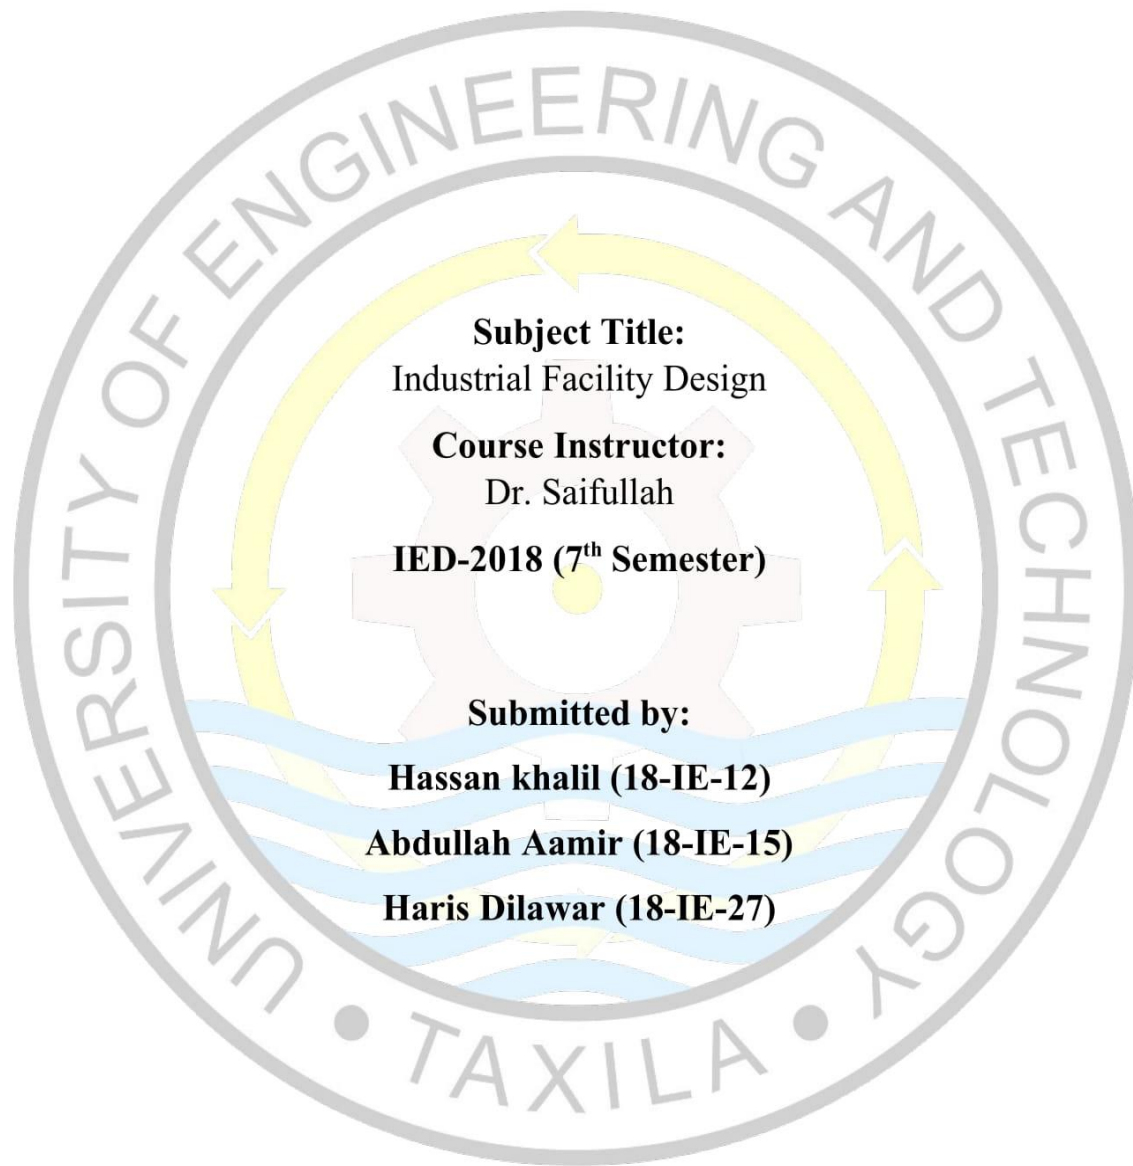 UNIVERSITY OF ENGINEERING AND TECHNOLOGY
• TAXILA •
Subject Title:
Industrial Facility Design
Course Instructor:
Dr. Saifullah
IED-2018 (7th Semester)
Submitted by:
Hassan khalil (18-IE-12)
Abdullah Aamir (18-IE-15)
Haris Dilawar (18-IE-27)